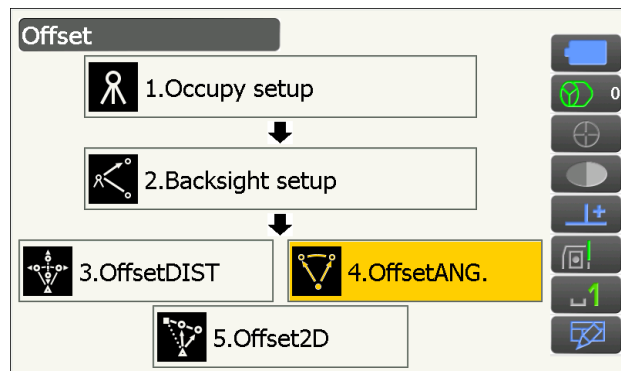 Offset
1.Occupy setup
0
2.Backsight setup
3.OffsetDIST
4.OffsetANG.
1
5.Offset2D